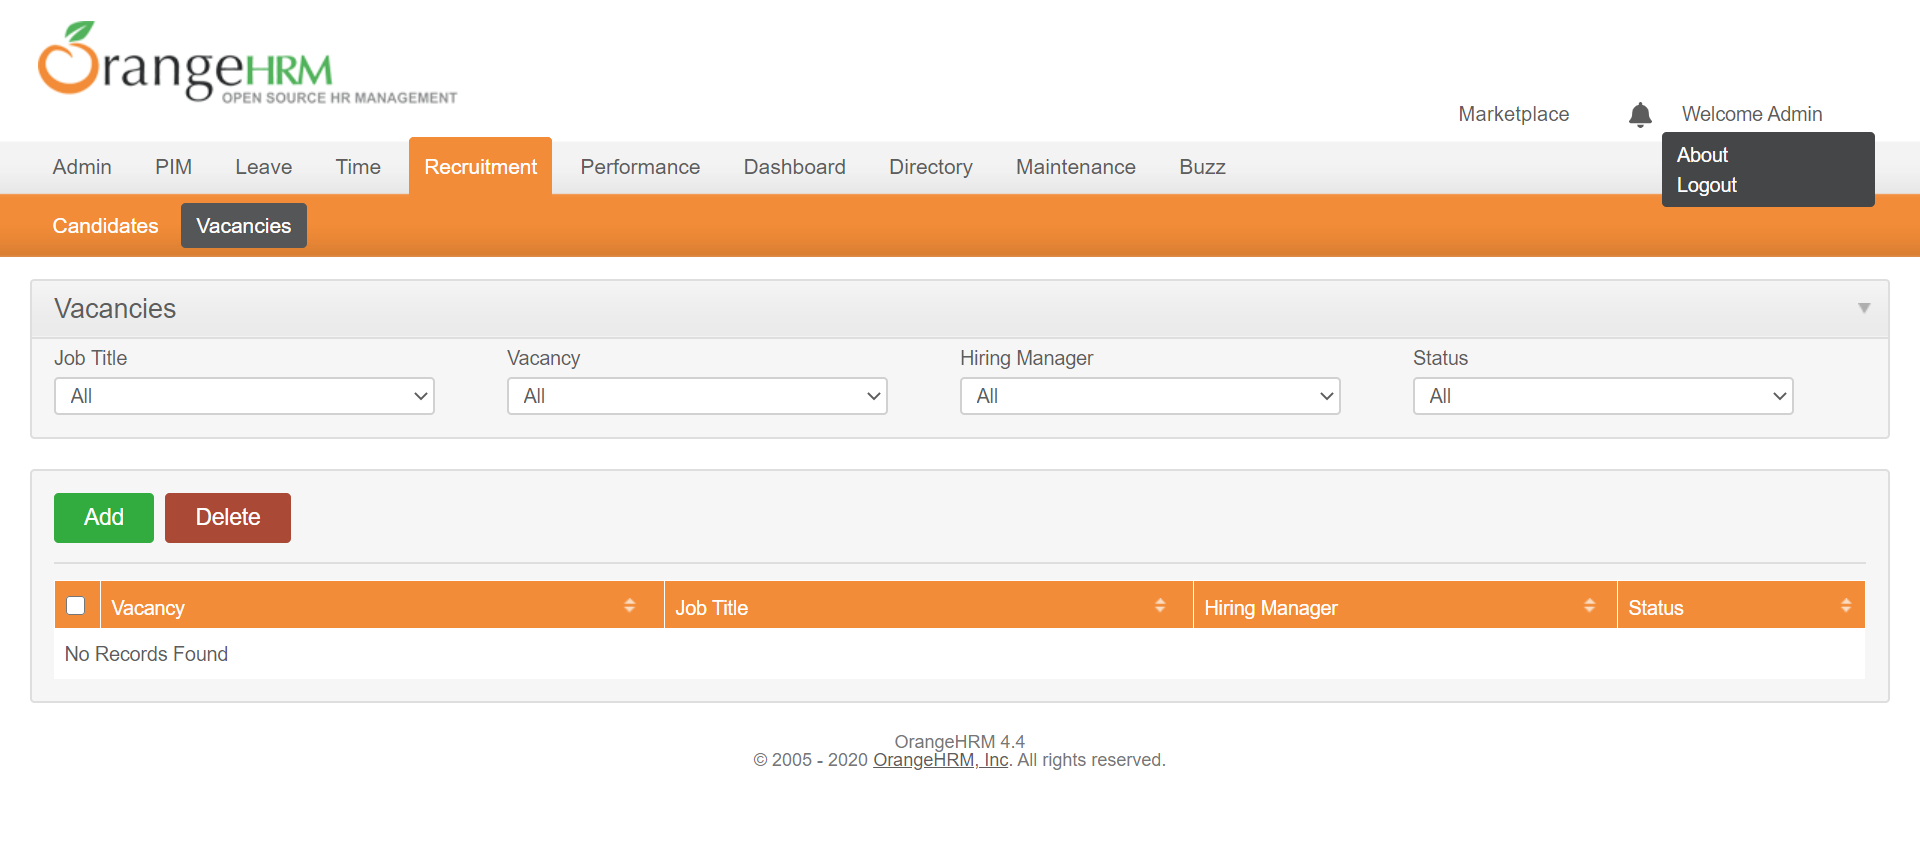 OrangeHRM
OPEN SOURCE HR MANAGEMENT
Marketplace Welcome Admin
About
Logout
Admin PIM Leave Time Recruitment Performance Dashboard Directory Maintenance Buzz
Candidates Vacancies
Vacancies
Job Title Vacancy Hiring Manager Status
All All All All
Add Delete
Vacancy Job Title Hiring Manager Status
No Records Found
OrangeHRM 4.4
© 2005 - 2020 OrangeHRM, Inc. All rights reserved.